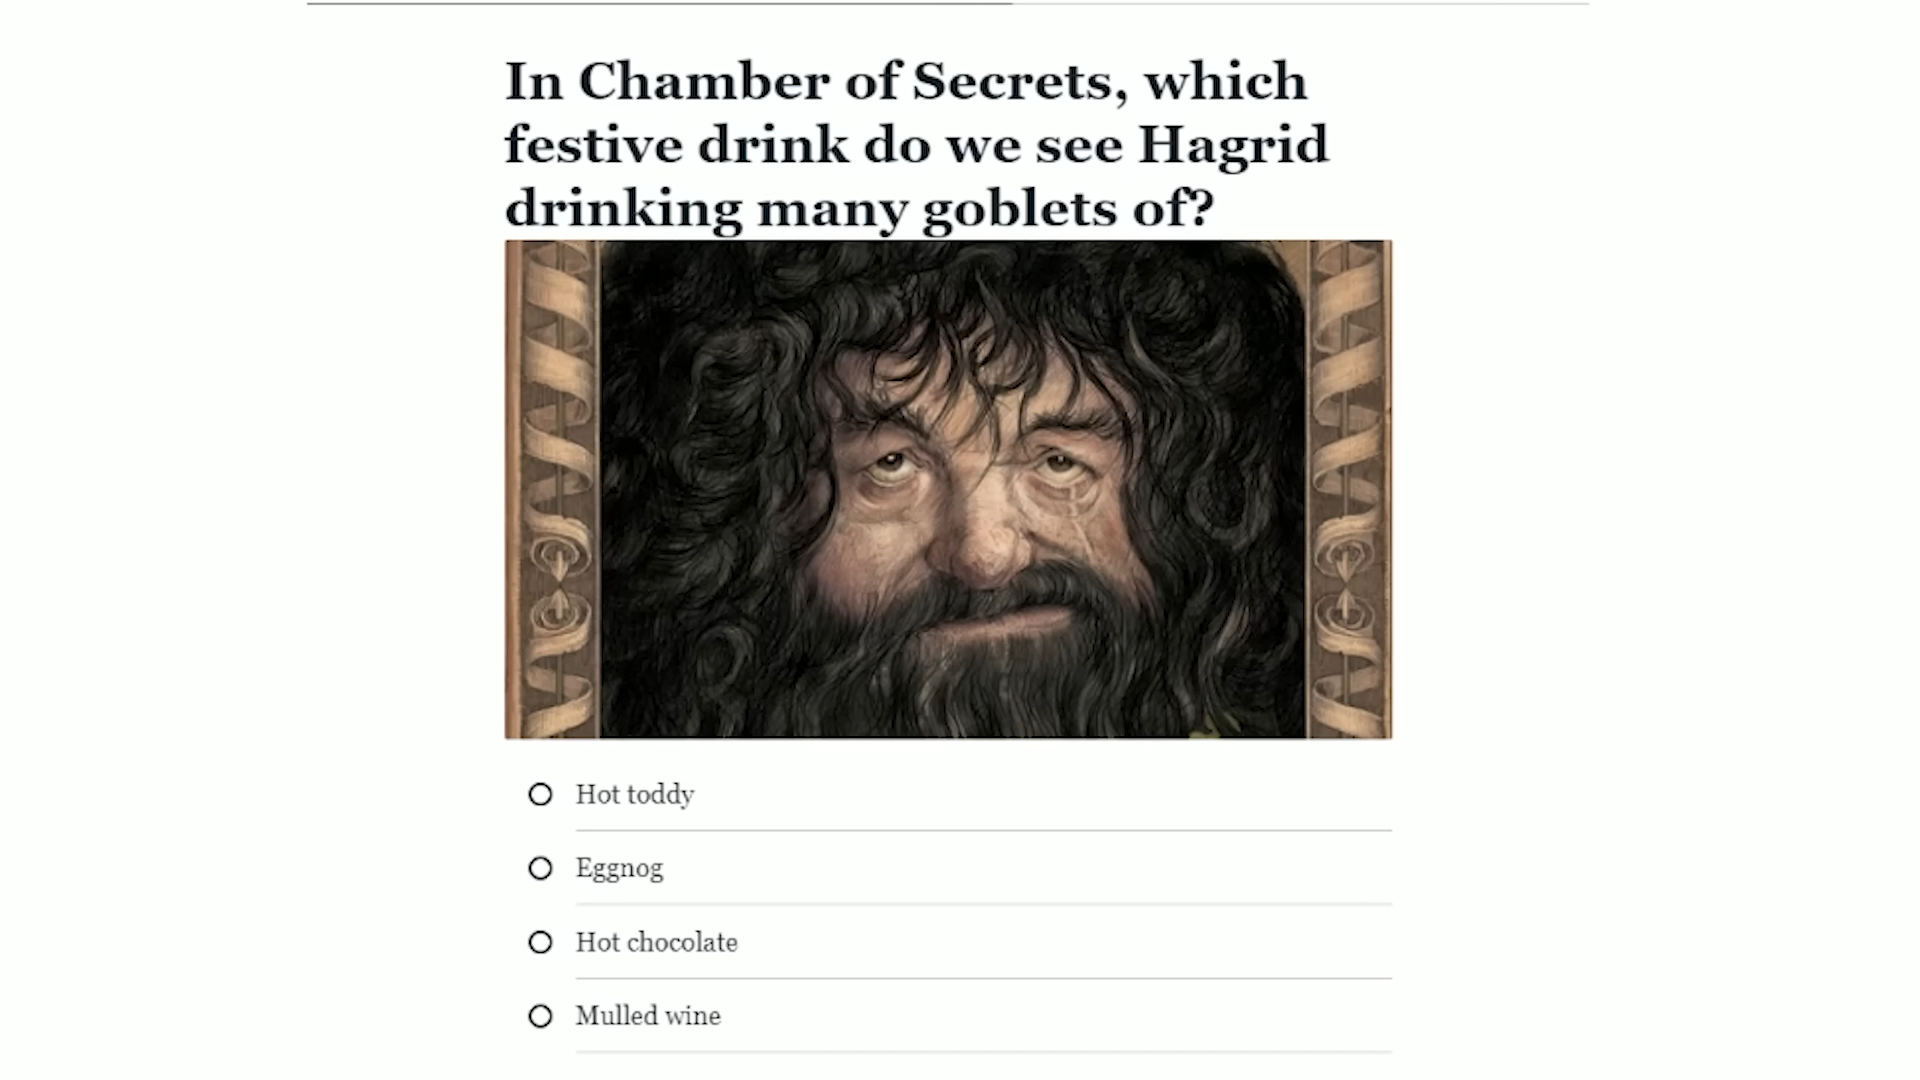 In Chamber of Secrets, which
festive drink do we see Hagrid
drinking many goblets of?
Hot toddy
Eggnog
Hot chocolate
Mulled wine